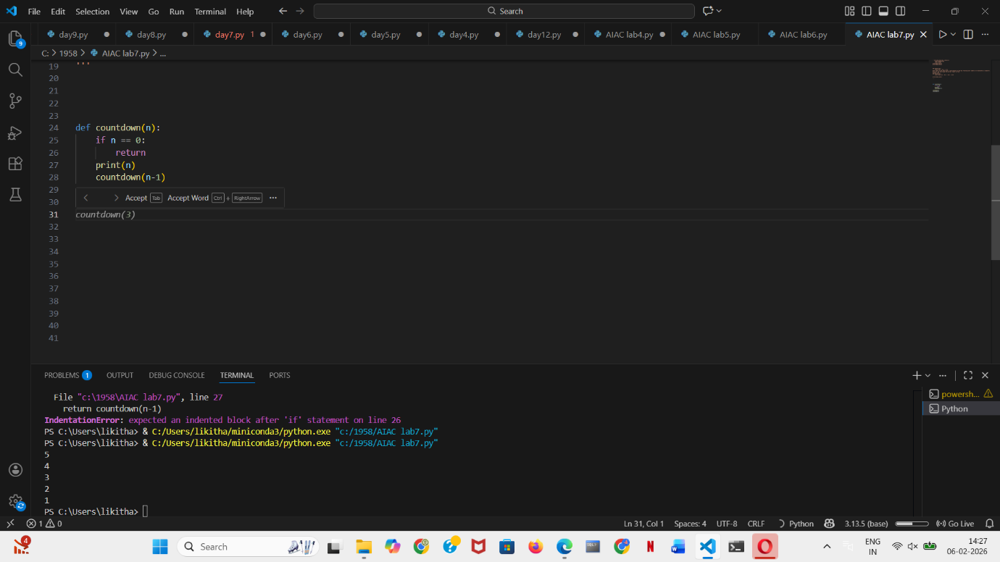 File Edit Selection View Go Run Terminal Help Search
day9.py day8.py day7.py 1 day6.py day5.py day4.py day12.py AIAC lab4.py AIAC lab5.py AIAC lab6.py AIAC lab7.py
9
C: > 1958 > AIAC lab7.py > ...
19 '''
20
21
22
23
24 def countdown(n):
25     if n == 0:
26         return
27     print(n)
28     countdown(n-1)
29
Accept Tab Accept Word Ctrl + RightArrow ...
30
31 countdown(3)
32
33
34
35
36
37
38
39
40
41
PROBLEMS 1 OUTPUT DEBUG CONSOLE TERMINAL PORTS
File "c:\1958\AIAC lab7.py", line 27
return countdown(n-1)
IndentationError: expected an indented block after 'if' statement on line 26
PS C:\Users\likitha> & C:/Users/likitha/miniconda3/python.exe "c:/1958/AIAC lab7.py"
PS C:\Users\likitha> & C:/Users/likitha/miniconda3/python.exe "c:/1958/AIAC lab7.py"
5
4
3
2
1
PS C:\Users\likitha>
powersh...
Python
1 0 Ln 31, Col 1 Spaces: 4 UTF-8 CRLF Python 3.13.5 (base) Go Live
4 Search ENG IN 14:27 06-02-2026